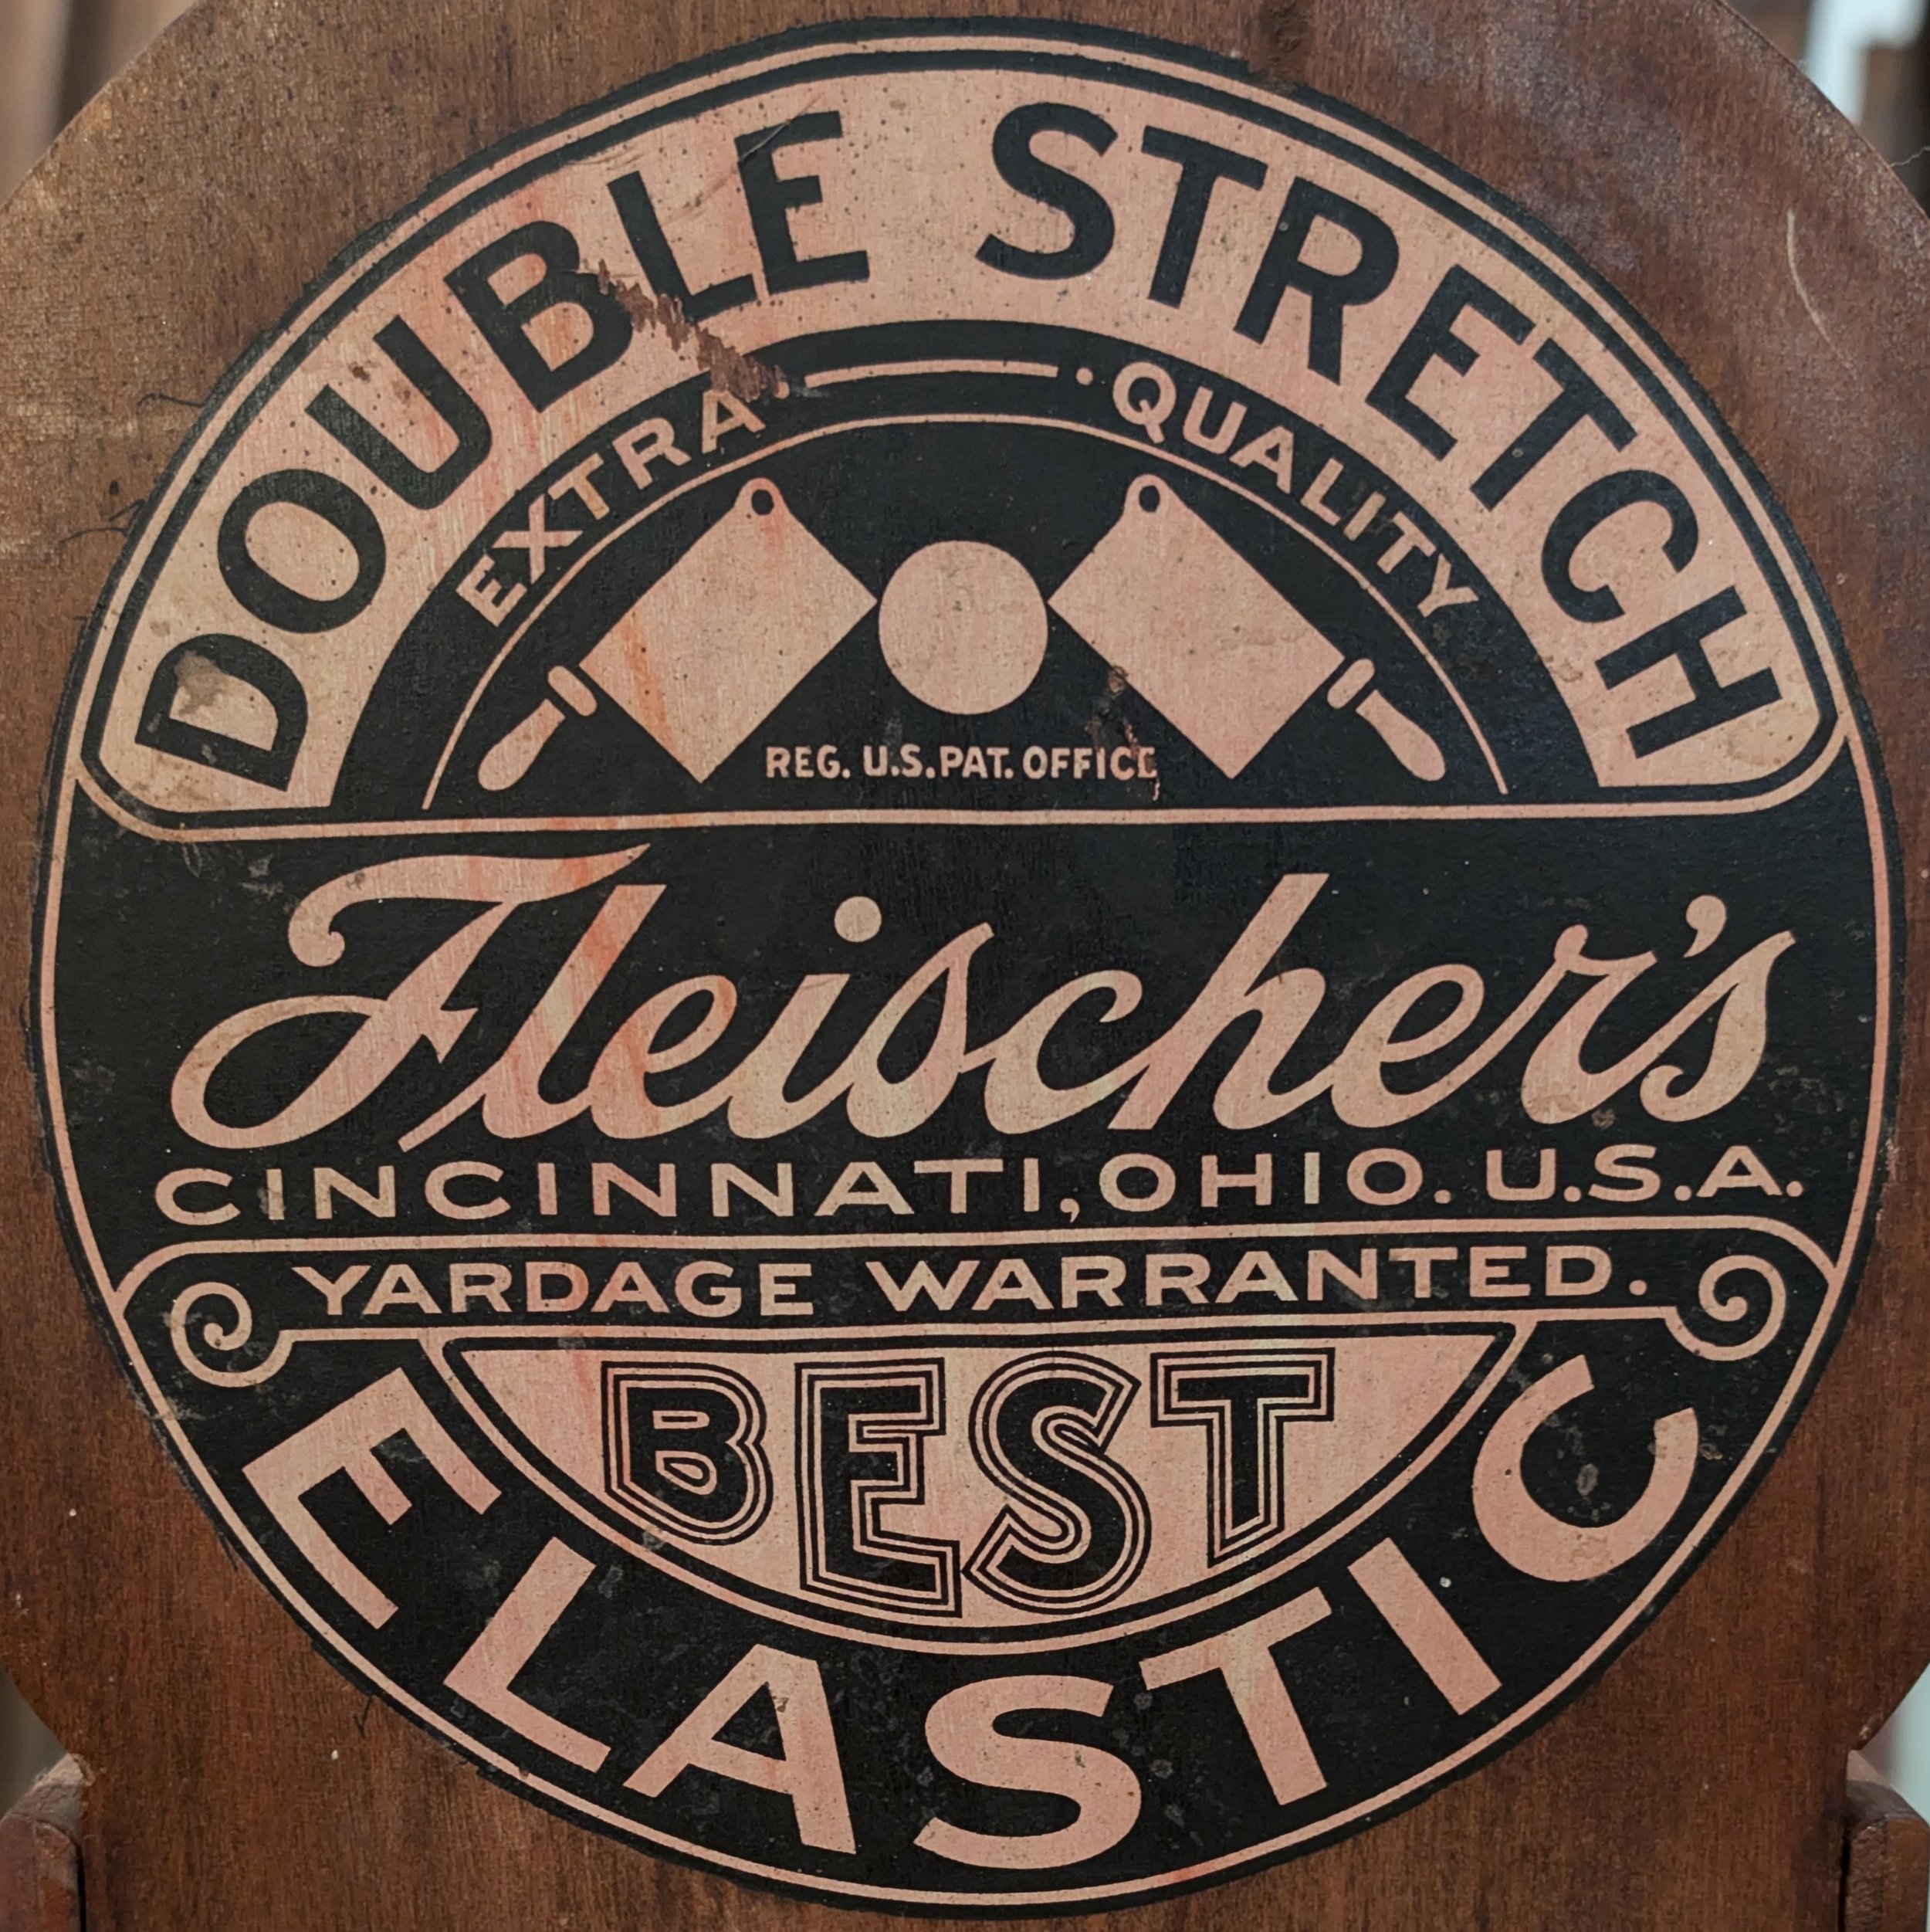 DOUBLE STRETCH
EXTRA · · QUALITY
REG. U.S. PAT. OFFICE
Fleischer's
CINCINNATI, OHIO. U.S.A.
YARDAGE WARRANTED.
BEST
ELASTIC